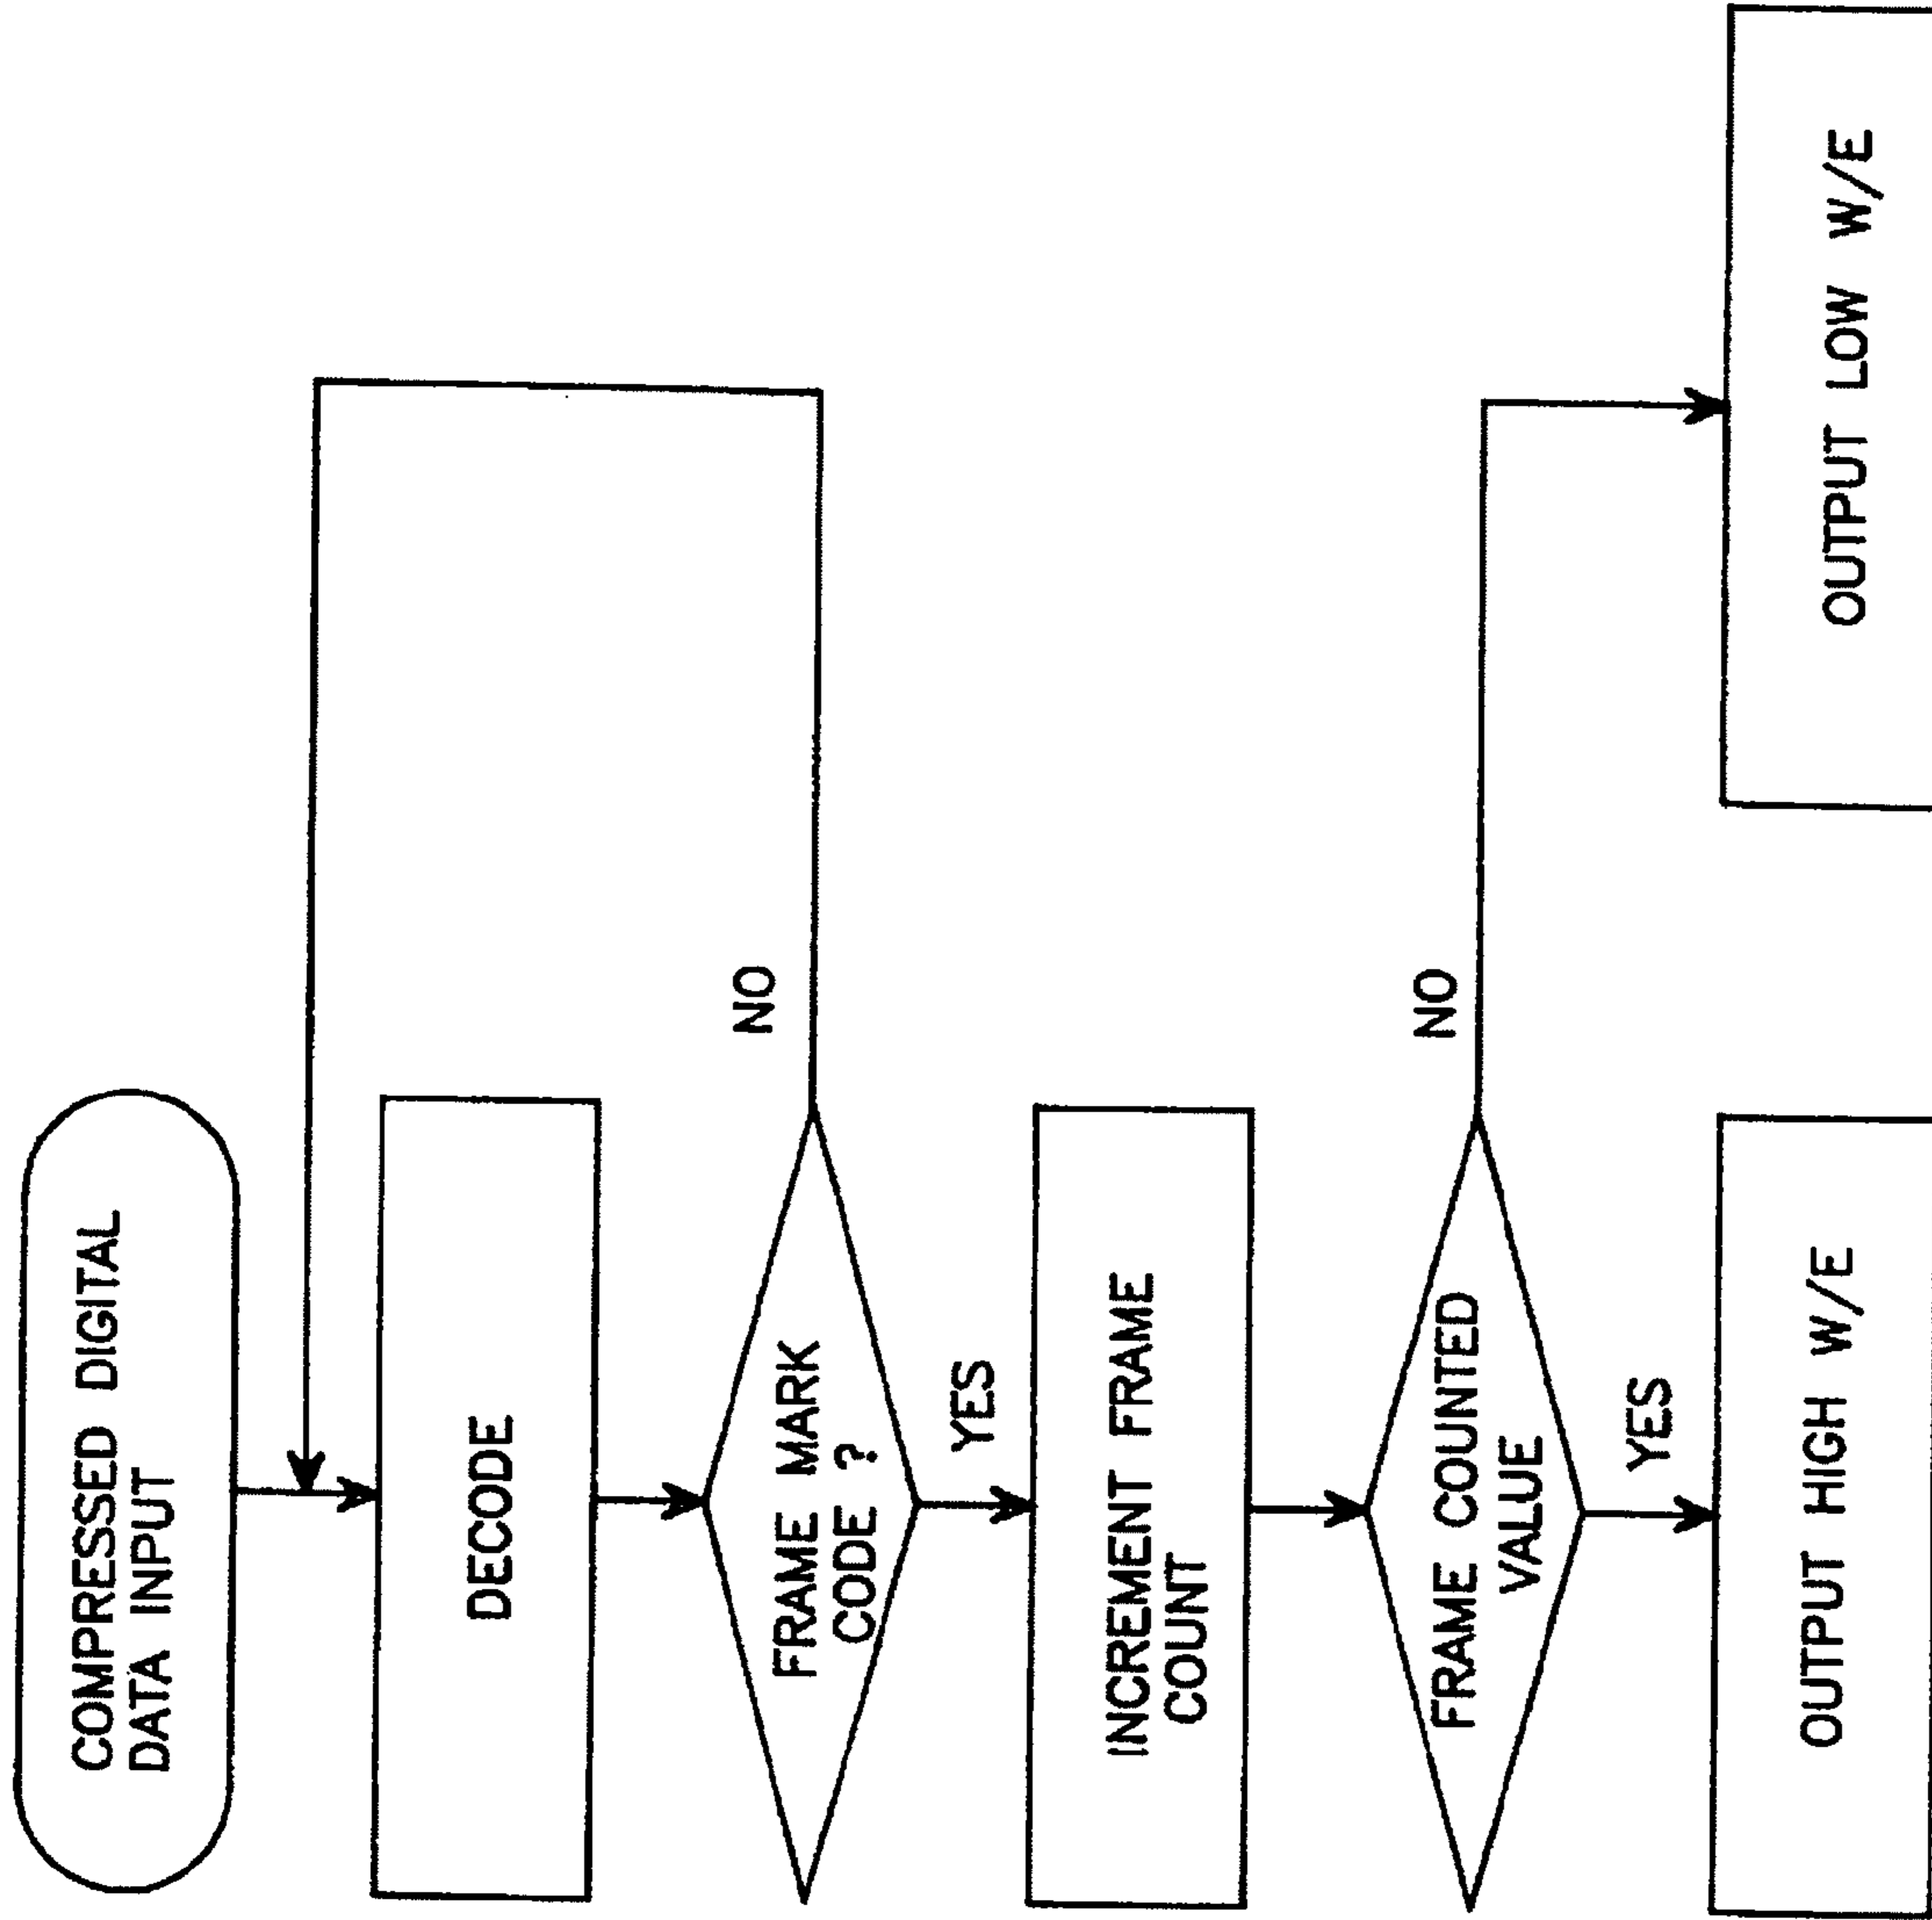 COMPRESSED DIGITAL
DATA INPUT
DECODE
FRAME MARK
CODE ?
NO
YES
INCREMENT FRAME
COUNT
FRAME COUNTED
VALUE
NO
YES
OUTPUT HIGH W/E
OUTPUT LOW W/E